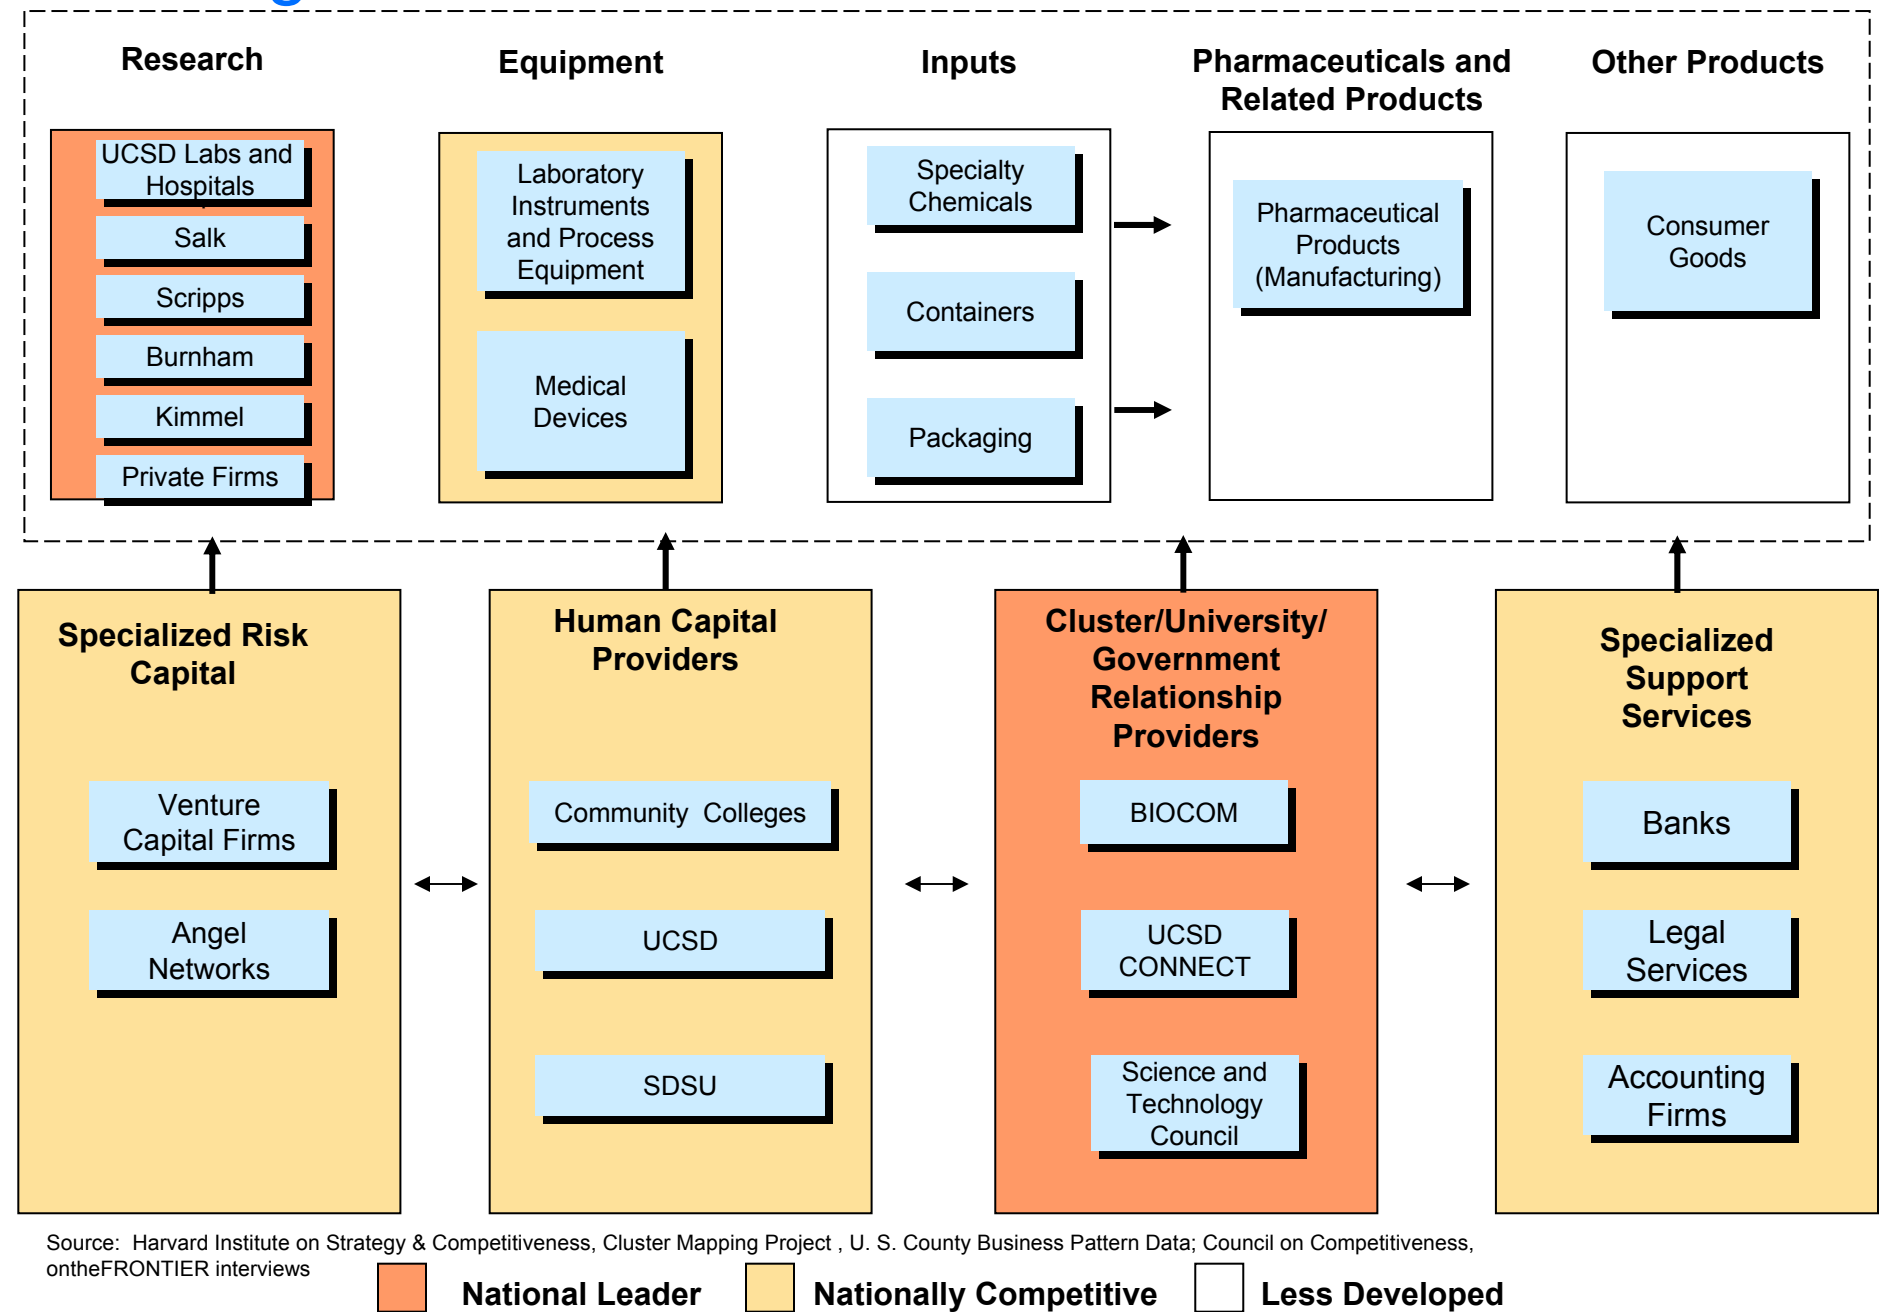 Research
Equipment
Inputs
Pharmaceuticals and
Related Products
Other Products
UCSD Labs and
Hospitals
Salk
Scripps
Burnham
Kimmel
Private Firms
Laboratory
Instruments
and Process
Equipment
Medical
Devices
Specialty
Chemicals
Containers
Packaging
Pharmaceutical
Products
(Manufacturing)
Consumer
Goods
Specialized Risk
Capital
Venture
Capital Firms
Angel
Networks
Human Capital
Providers
Community Colleges
UCSD
SDSU
Cluster/University/
Government
Relationship
Providers
BIOCOM
UCSD
CONNECT
Science and
Technology
Council
Specialized
Support
Services
Banks
Legal
Services
Accounting
Firms
Source: Harvard Institute on Strategy & Competitiveness, Cluster Mapping Project , U. S. County Business Pattern Data; Council on Competitiveness,
ontheFRONTIER interviews
National Leader
Nationally Competitive
Less Developed